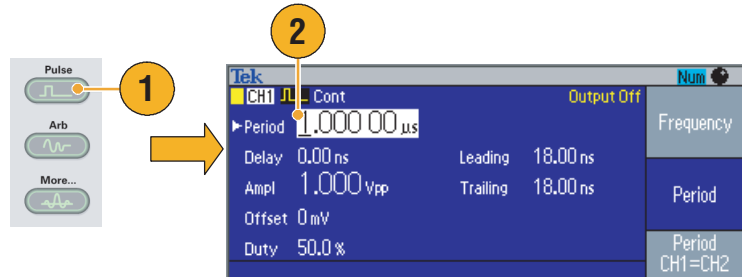 2
Pulse
1
Arb
More...
Tek Num
CH1 Cont Output Off
Period 1.000 00 µs
Delay 0.00 ns Leading 18.00 ns
Ampl 1.000 Vpp Trailing 18.00 ns
Offset 0 mV
Duty 50.0 %
Frequency
Period
Period
CH1=CH2